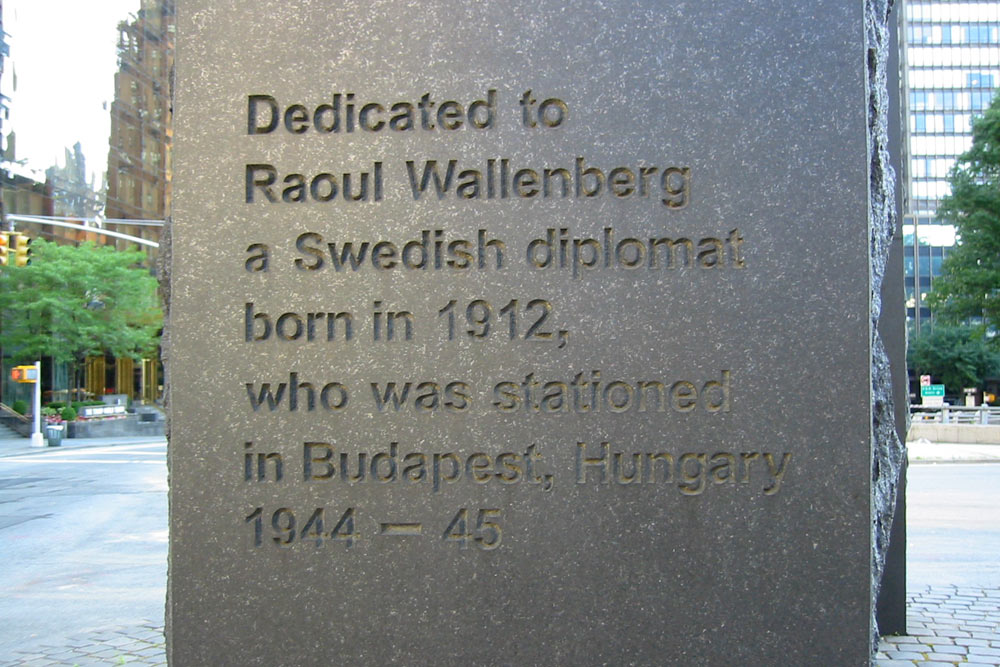 Dedicated to
Raoul Wallenberg
a Swedish diplomat
born in 1912,
who was stationed
in Budapest, Hungary
1944 – 45